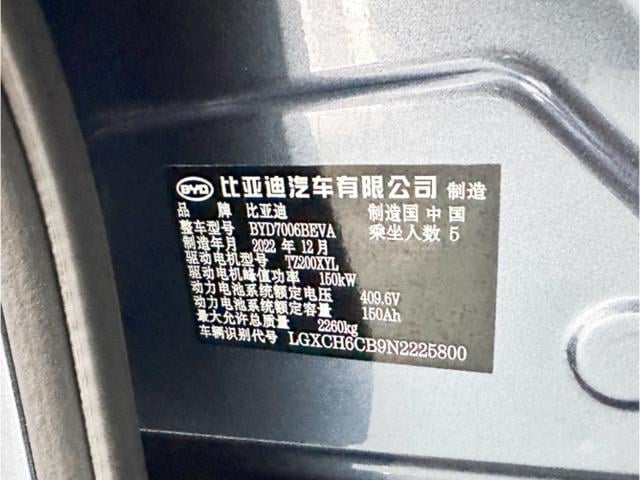 BYD 比亚迪汽车有限公司 制造
品 牌 比亚迪 制造国 中国
整车型号 BYD7006BEVA 乘坐人数 5
制造年月 2022 年 12 月
驱动电机型号 TZ200XYL
驱动电机峰值功率 150kW
动力电池系统额定电压 409.6V
动力电池系统额定容量 150Ah
最大允许总质量 2260kg
车辆识别代号 LGXCH6CB9N2225800